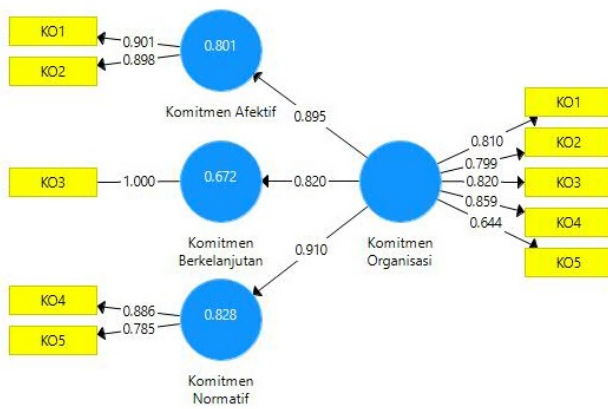 KO1
0.901
KO2
0.898
0.801
Komitmen Afektif
0.895
KO3
1.000
0.672
0.820
Komitmen
Berkelanjutan
0.910
KO4
0.886
KO5
0.785
0.828
Komitmen
Normatif
Komitmen
Organisasi
KO1
0.810
KO2
0.799
KO3
0.820
KO4
0.859
KO5
0.644